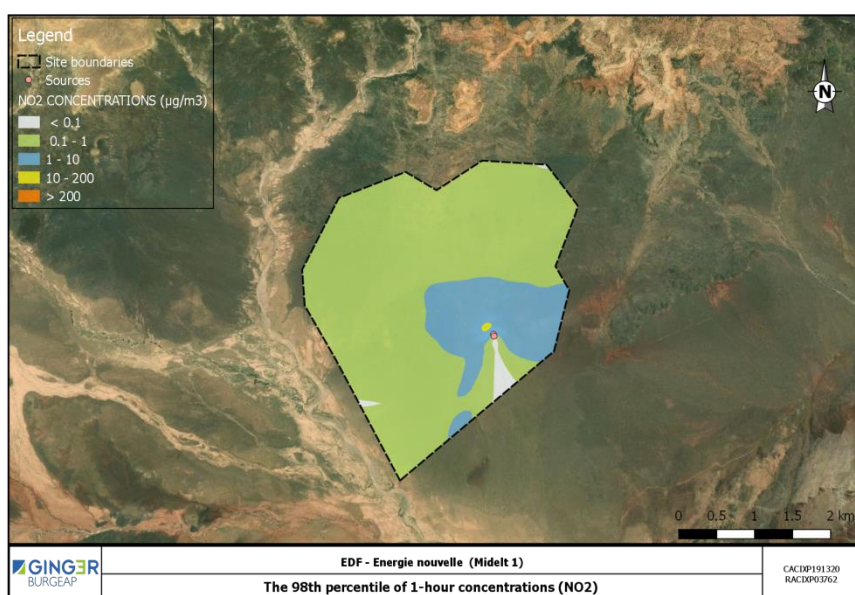 Legend
Site boundaries
Sources
NO2 CONCENTRATIONS (µg/m3)
< 0.1
0.1 - 1
1 - 10
10 - 200
> 200
N
0 0.5 1 1.5 2 km
GINGER
BURGEAP
EDF - Energie nouvelle (Midelt 1)
The 98th percentile of 1-hour concentrations (NO2)
CACIXP191320
RACIXP03762